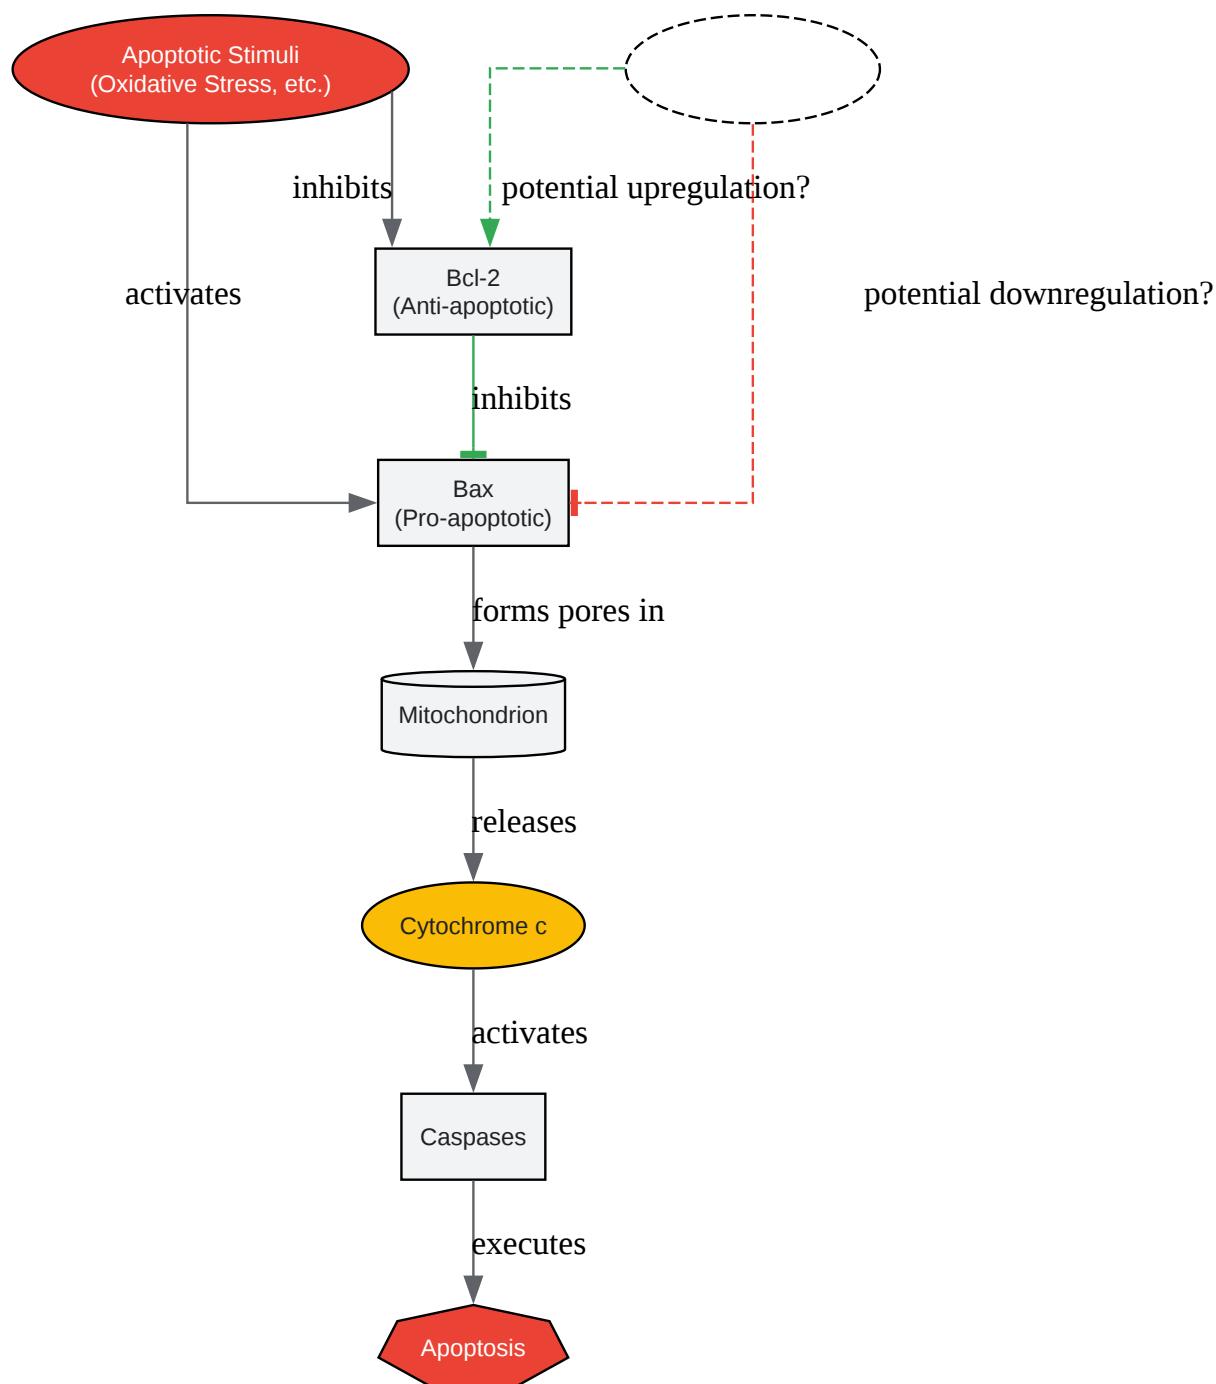 Apoptotic Stimuli
(Oxidative Stress, etc.)
inhibits
potential upregulation?
Bcl-2
(Anti-apoptotic)
activates
potential downregulation?
inhibits
Bax
(Pro-apoptotic)
forms pores in
Mitochondrion
releases
Cytochrome c
activates
Caspases
executes
Apoptosis